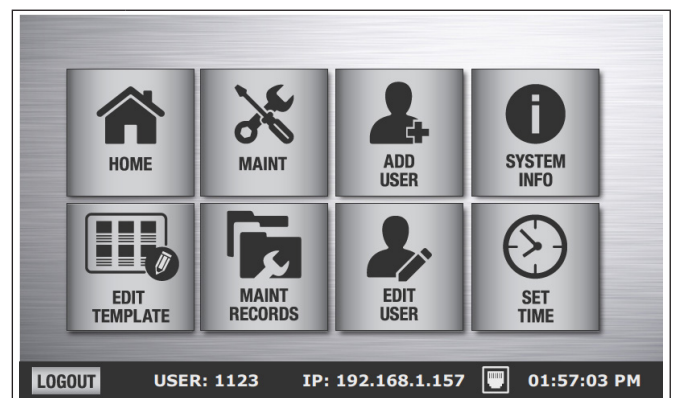 HOME
MAINT
ADD
USER
SYSTEM
INFO
EDIT
TEMPLATE
MAINT
RECORDS
EDIT
USER
SET
TIME
LOGOUT USER: 1123 IP: 192.168.1.157 01:57:03 PM